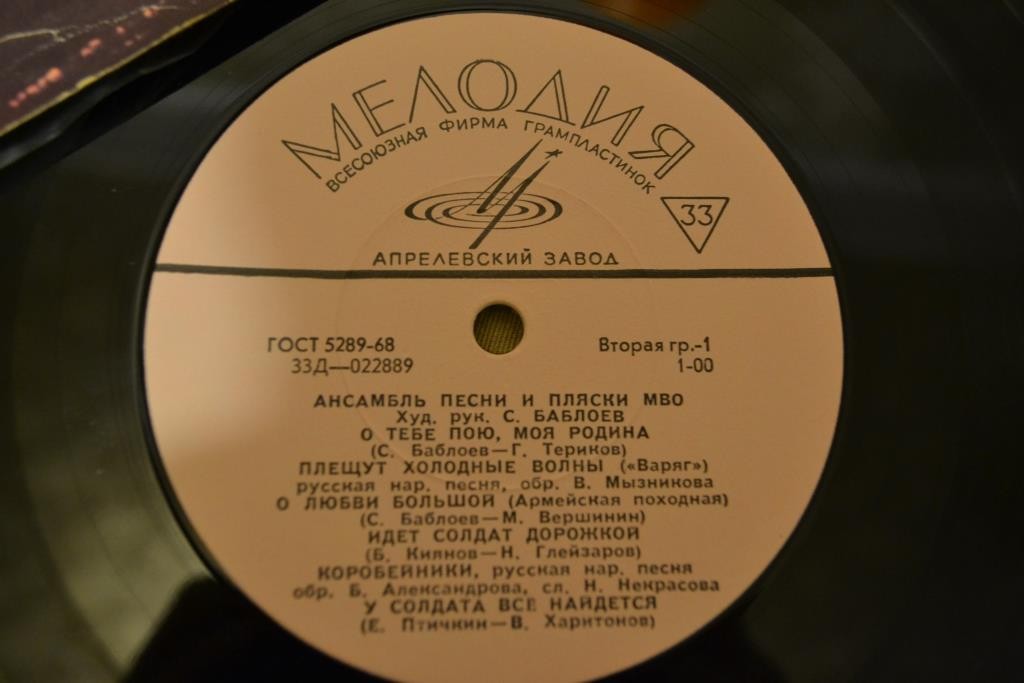 МЕЛОДИЯ
ВСЕСОЮЗНАЯ ФИРМА ГРАМПЛАСТИНОК
33
АПРЕЛЕВСКИЙ ЗАВОД
ГОСТ 5289-68
Вторая гр.-1
33Д—022889
1-00
АНСАМБЛЬ ПЕСНИ И ПЛЯСКИ МВО
Худ. рук. С. БАБЛОЕВ
О ТЕБЕ ПОЮ, МОЯ РОДИНА
(С. Баблоев—Г. Териков)
ПЛЕЩУТ ХОЛОДНЫЕ ВОЛНЫ («Варяг»)
русская нар. песня, обр. В. Мызникова
О ЛЮБВИ БОЛЬШОЙ (Армейская походная)
(С. Баблоев—М. Вершинин)
ИДЕТ СОЛДАТ ДОРОЖКОЙ
(Б. Киянов—Н. Глейзаров)
КОРОБЕЙНИКИ, русская нар. песня
обр. Б. Александрова, сл. Н. Некрасова
У СОЛДАТА ВСЕ НАЙДЕТСЯ
(Е. Птичкин—В. Харитонов)